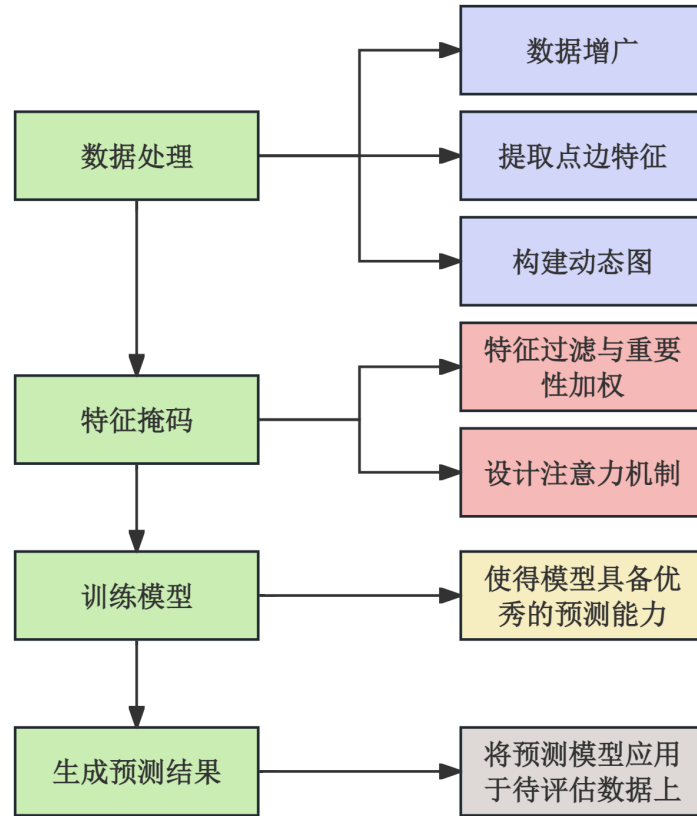 数据增广
数据处理
提取点边特征
构建动态图
特征过滤与重要
性加权
特征掩码
设计注意力机制
训练模型
使得模型具备优
秀的预测能力
生成预测结果
将预测模型应用
于待评估数据上